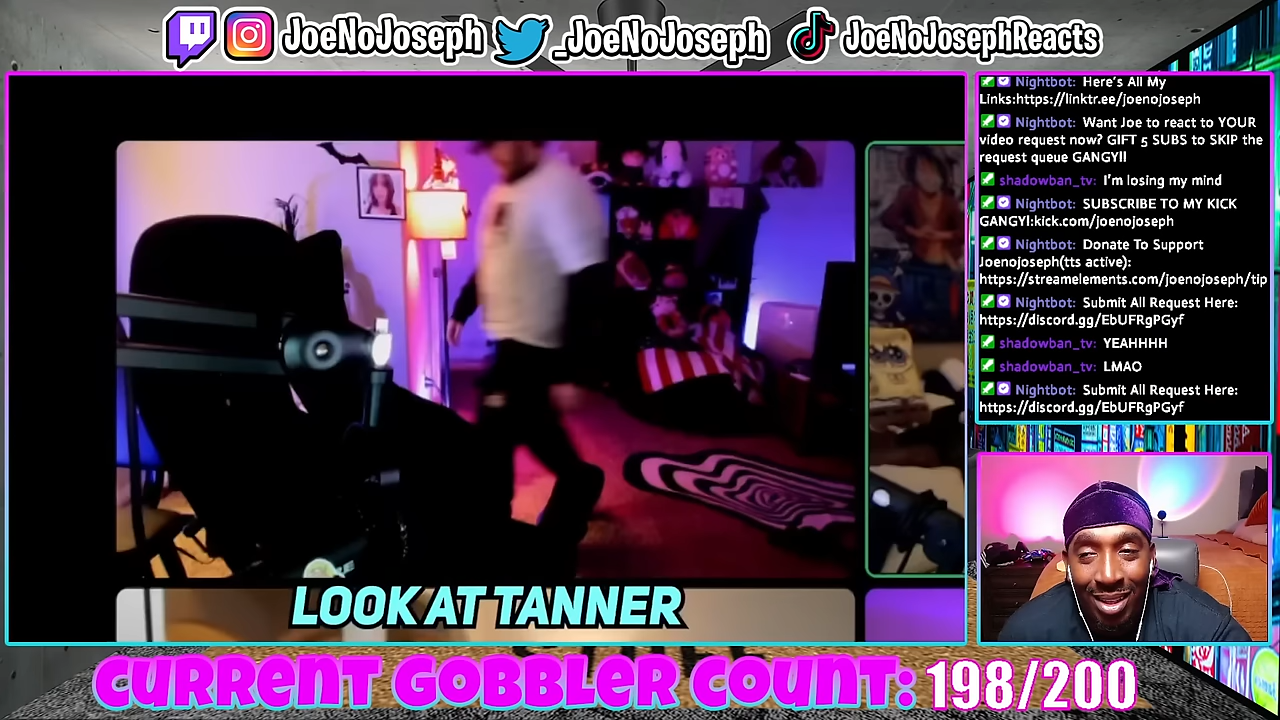 JoeNoJoseph _JoeNoJoseph JoeNoJosephReacts
Nightbot: Here's All My
Links:https://linktr.ee/joenojoseph
Nightbot: Want Joe to react to YOUR
video request now? GIFT 5 SUBS to SKIP the
request queue GANGY!!
shadowban_tv: I'm losing my mind
Nightbot: SUBSCRIBE TO MY KICK
GANGY!:kick.com/joenojoseph
Nightbot: Donate To Support
Joenojoseph(tts active):
https://streamelements.com/joenojoseph/tip
Nightbot: Submit All Request Here:
https://discord.gg/EbUFRgPGyf
shadowban_tv: YEAHHHH
shadowban_tv: LMAO
Nightbot: Submit All Request Here:
https://discord.gg/EbUFRgPGyf
LOOK AT TANNER
CURRENT GOBBLER COUNT: 198/200